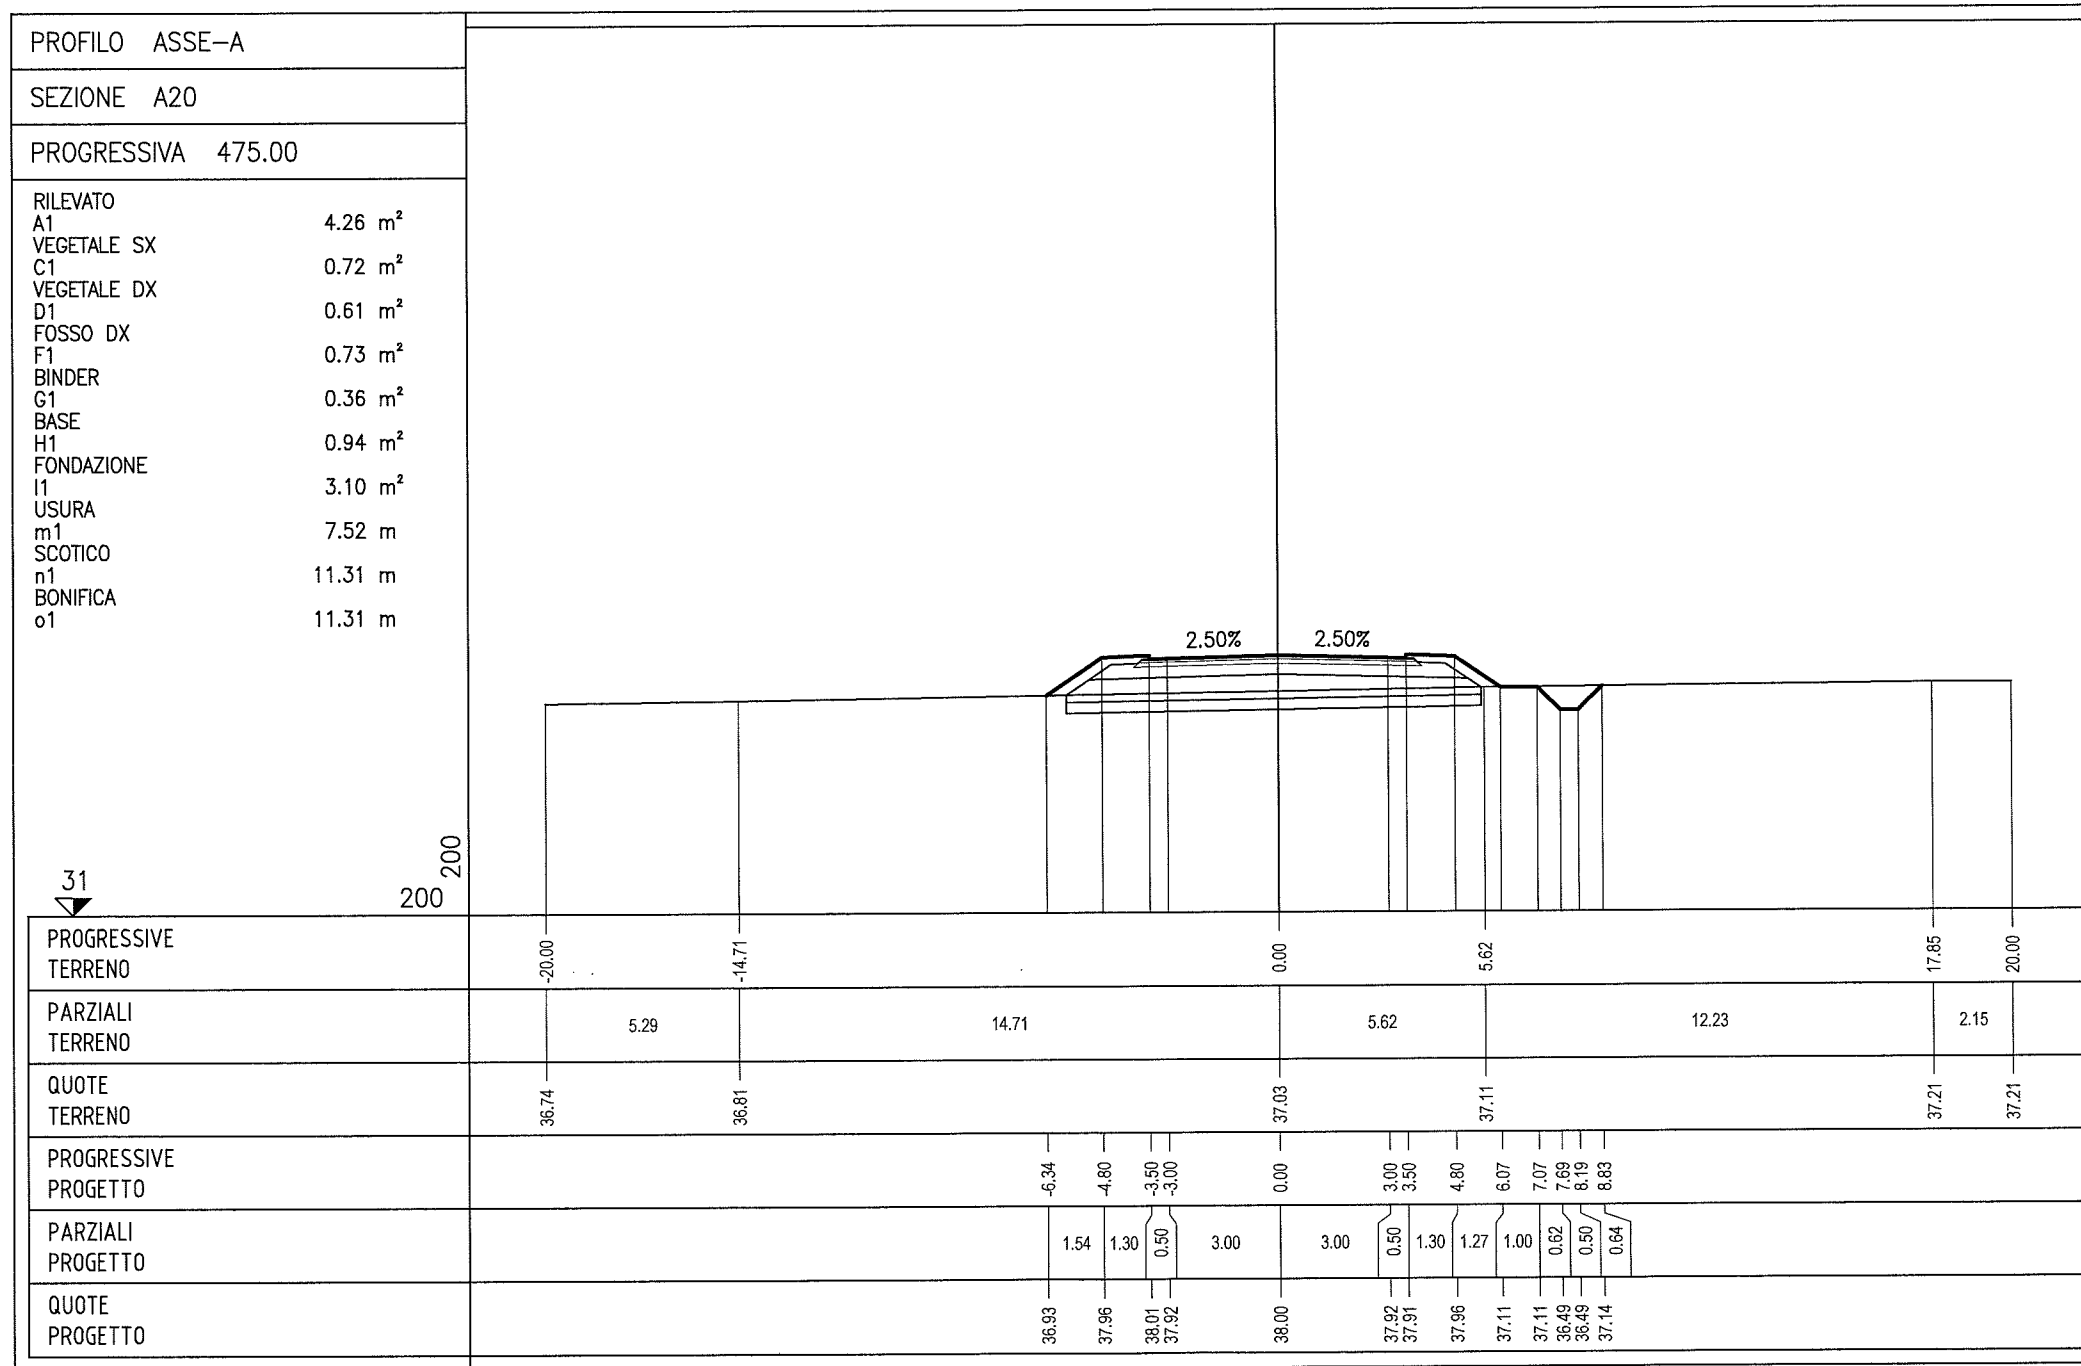 PROFILO ASSE-A
SEZIONE A20
PROGRESSIVA 475.00
RILEVATO
A1 4.26 m²
VEGETALE SX
C1 0.72 m²
VEGETALE DX
D1 0.61 m²
FOSSO DX
F1 0.73 m²
BINDER
G1 0.36 m²
BASE
H1 0.94 m²
FONDAZIONE
I1 3.10 m²
USURA
m1 7.52 m
SCOTICO
n1 11.31 m
BONIFICA
o1 11.31 m
2.50% 2.50%
200
31
200
PROGRESSIVE
TERRENO
-20.00 -14.71 0.00 5.62 17.85 20.00
PARZIALI
TERRENO
5.29 14.71 5.62 12.23 2.15
QUOTE
TERRENO
36.74 36.81 37.03 37.11 37.21 37.21
PROGRESSIVE
PROGETTO
-6.34 -4.80 -3.50 -3.00 0.00 3.00 3.50 4.80 6.07 7.07 7.69 8.19 8.83
PARZIALI
PROGETTO
1.54 1.30 0.50 3.00 3.00 0.50 1.30 1.27 1.00 0.62 0.50 0.64
QUOTE
PROGETTO
36.93 37.96 38.01 37.92 38.00 37.92 37.91 37.96 37.11 37.11 36.49 36.49 37.14